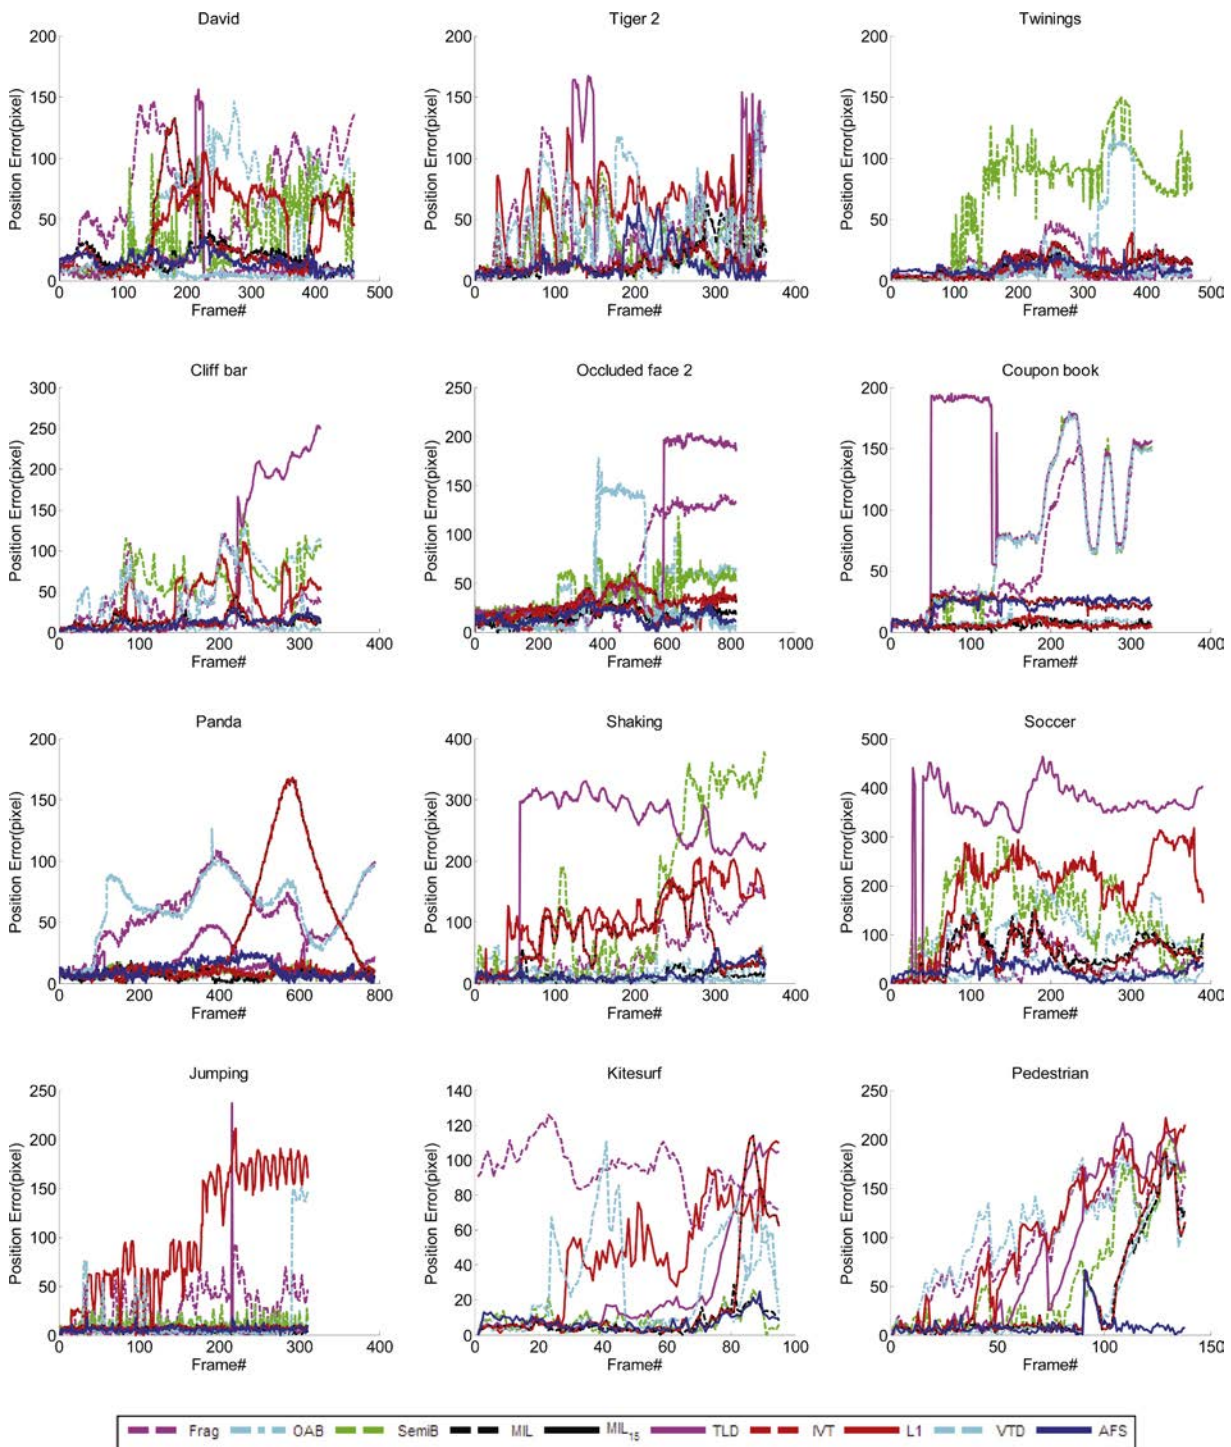 David
Tiger 2
Twinings
200
150
100
50
0
Position Error(pixel)
0 100 200 300 400 500
Frame#
200
150
100
50
0
Position Error(pixel)
0 100 200 300 400
Frame#
200
150
100
50
0
Position Error(pixel)
0 100 200 300 400 500
Frame#
Cliff bar
Occluded face 2
Coupon book
300
250
200
150
100
50
0
Position Error(pixel)
0 100 200 300 400
Frame#
250
200
150
100
50
0
Position Error(pixel)
0 200 400 600 800 1000
Frame#
200
150
100
50
0
Position Error(pixel)
0 100 200 300 400
Frame#
Panda
Shaking
Soccer
200
150
100
50
0
Position Error(pixel)
0 200 400 600 800
Frame#
400
300
200
100
0
Position Error(pixel)
0 100 200 300 400
Frame#
500
400
300
200
100
0
Position Error(pixel)
0 100 200 300 400
Frame#
Jumping
Kitesurf
Pedestrian
250
200
150
100
50
0
Position Error(pixel)
0 100 200 300 400
Frame#
140
120
100
80
60
40
20
0
Position Error(pixel)
0 20 40 60 80 100
Frame#
250
200
150
100
50
0
Position Error(pixel)
0 50 100 150
Frame#
Frag OAB SemiB MIL MIL15 TLD IVT L1 VTD AFS